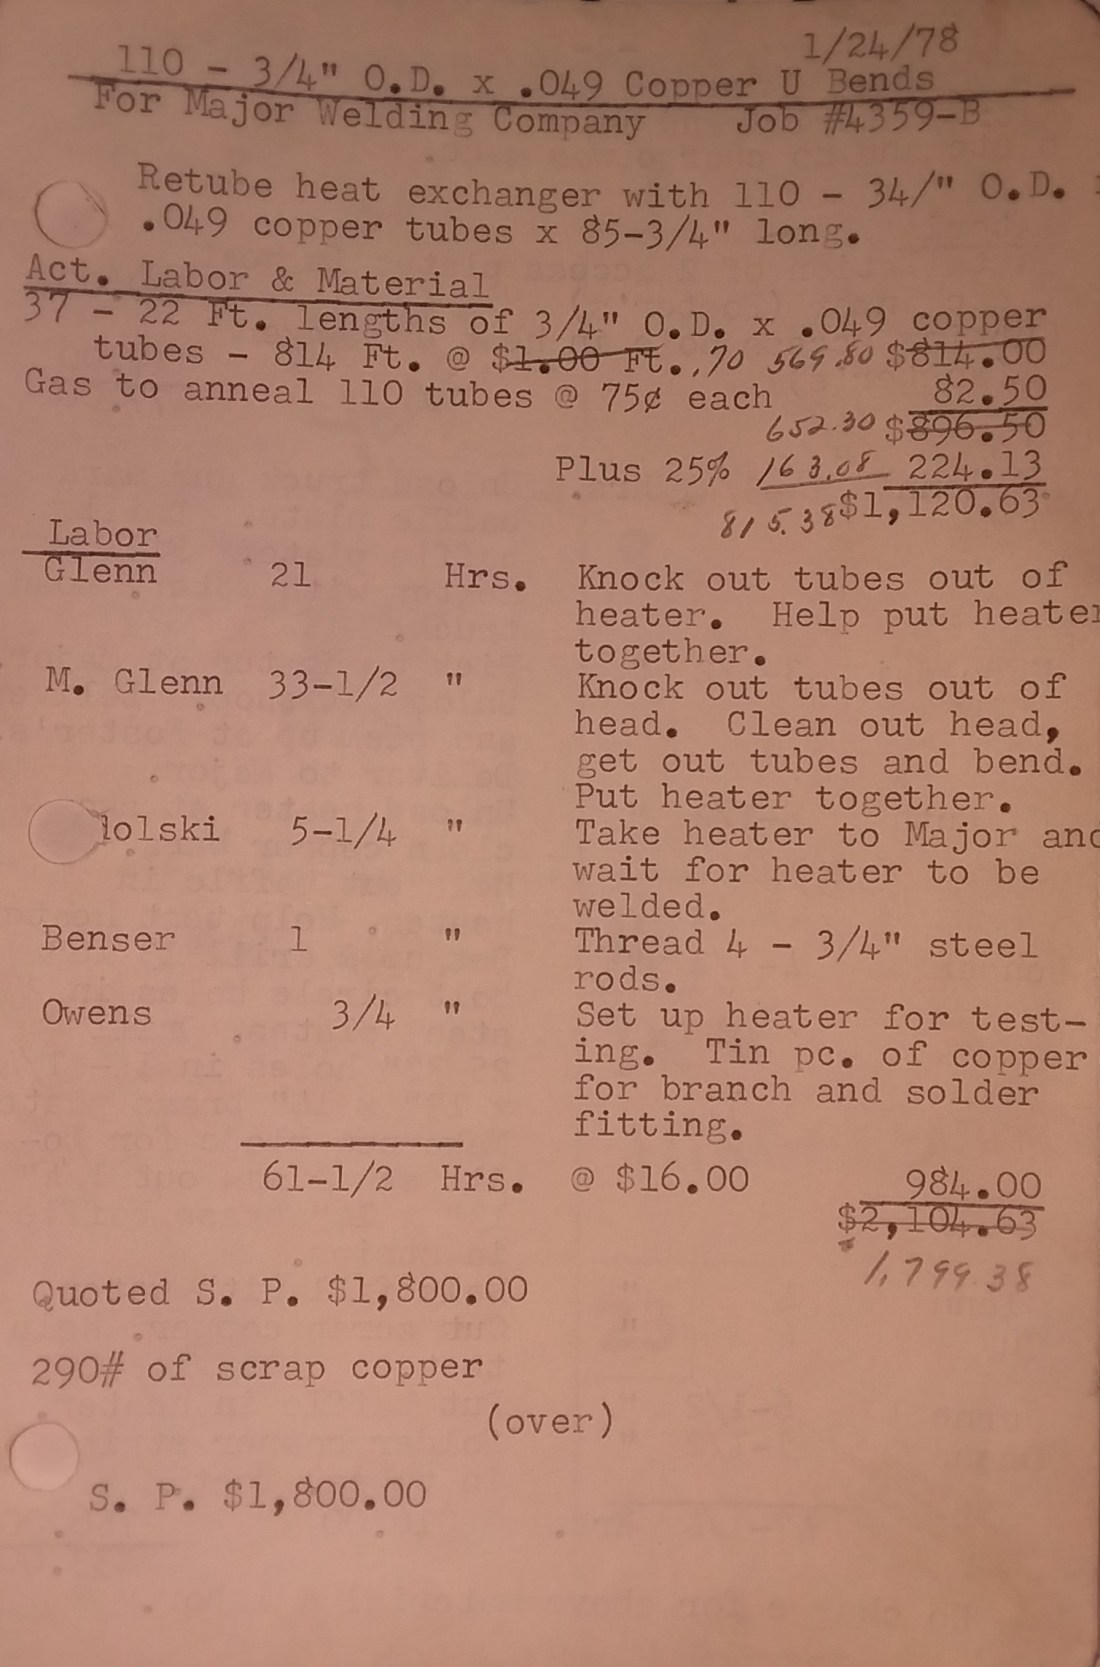 1/24/78
110 - 3/4" O.D. x .049 Copper U Bends
For Major Welding Company Job #4359-B
Retube heat exchanger with 110 - 34/" O.D.
.049 copper tubes x 85-3/4" long.
Act. Labor & Material
37 - 22 Ft. lengths of 3/4" O.D. x .049 copper
tubes - 814 Ft. @ $1.00 Ft. .70 569.80 $814.00
Gas to anneal 110 tubes @ 75¢ each 82.50
652.30 $896.50
Plus 25% 163.08 224.13
815.38 $1,120.63
Labor
Glenn 21 Hrs. Knock out tubes out of
heater. Help put heater
together.
M. Glenn 33-1/2 " Knock out tubes out of
head. Clean out head,
get out tubes and bend.
Put heater together.
lolski 5-1/4 " Take heater to Major and
wait for heater to be
welded.
Benser 1 " Thread 4 - 3/4" steel
rods.
Owens 3/4 " Set up heater for test-
ing. Tin pc. of copper
for branch and solder
fitting.
61-1/2 Hrs. @ $16.00 984.00
$2,104.63
1,799.38
Quoted S. P. $1,800.00
290# of scrap copper
(over)
S. P. $1,800.00